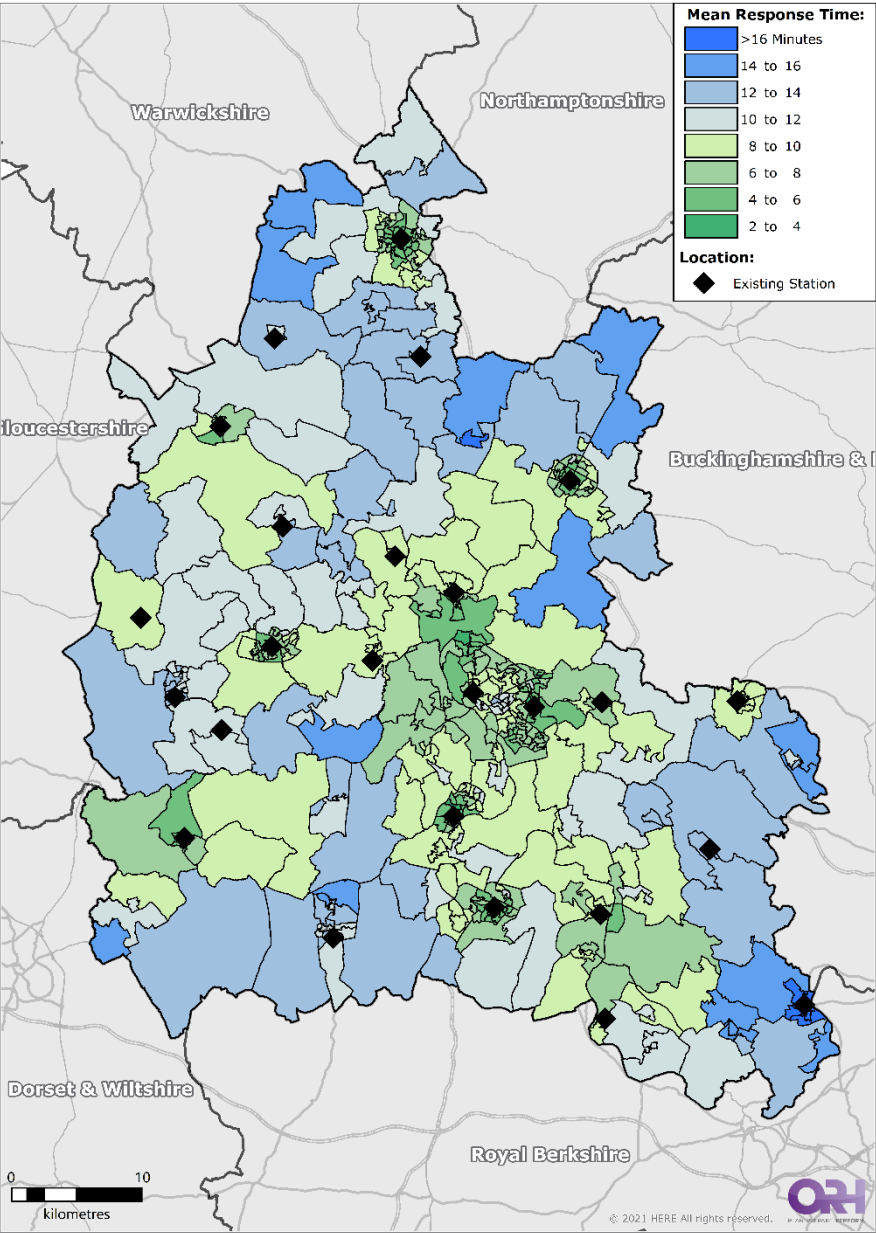 Mean Response Time:
>16 Minutes
14 to 16
12 to 14
10 to 12
8 to 10
6 to 8
4 to 6
2 to 4
Location:
Existing Station
Warwickshire
Northamptonshire
loucestershire
Buckinghamshire &
Dorset & Wiltshire
Royal Berkshire
0 10
kilometres
© 2021 HERE All rights reserved.
ORH